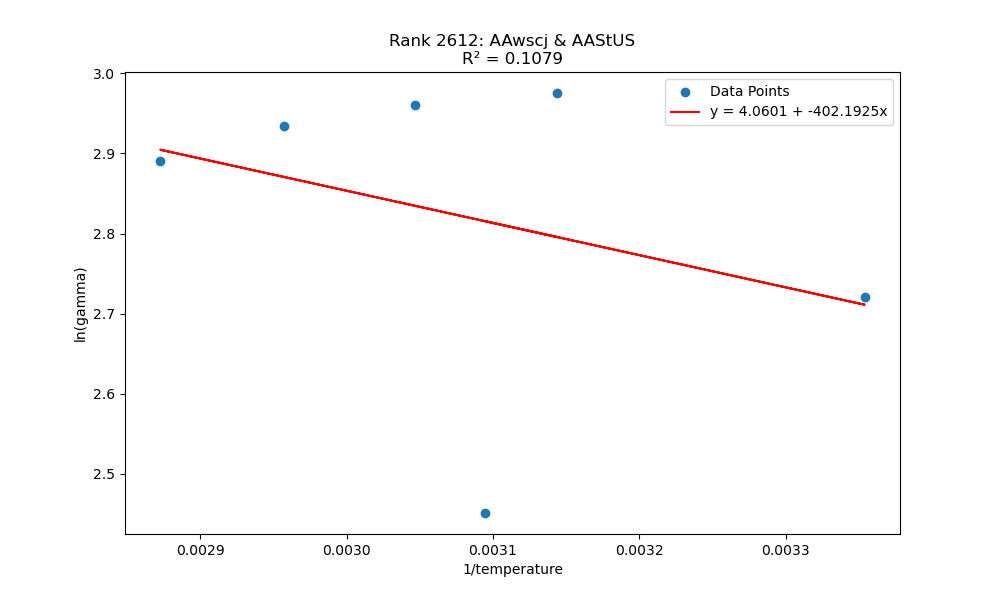 Rank 2612: AAwscj & AAStUS
R² = 0.1079
3.0
2.9
2.8
2.7
2.6
2.5
ln(gamma)
Data Points
y = 4.0601 + -402.1925x
0.0029
0.0030
0.0031
0.0032
0.0033
1/temperature